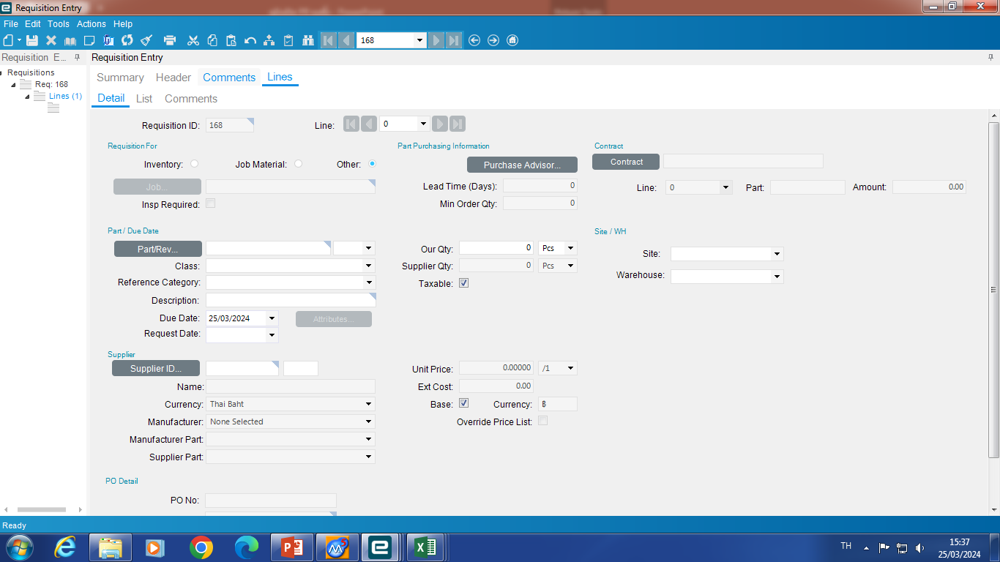 Requisition Entry
File Edit Tools Actions Help
168
Requisition E...
Requisition Entry
Requisitions
Req: 168
Lines (1)
Summary Header Comments Lines
Detail List Comments
Requisition ID: 168 Line: 0
Requisition For Part Purchasing Information Contract
Inventory: Job Material: Other: Purchase Advisor... Contract
Job... Lead Time (Days): 0 Line: 0 Part: Amount: 0.00
Insp Required: Min Order Qty: 0
Part / Due Date Site / WH
Part/Rev... Our Qty: 0 Pcs Site:
Class: Supplier Qty: 0 Pcs
Reference Category: Taxable: Warehouse:
Description:
Due Date: 25/03/2024 Attributes...
Request Date:
Supplier
Supplier ID... Unit Price: 0.00000 /1
Name: Ext Cost: 0.00
Currency: Thai Baht Base: Currency: ฿
Manufacturer: None Selected Override Price List:
Manufacturer Part:
Supplier Part:
PO Detail
PO No:
Ready
TH 15:37
25/03/2024